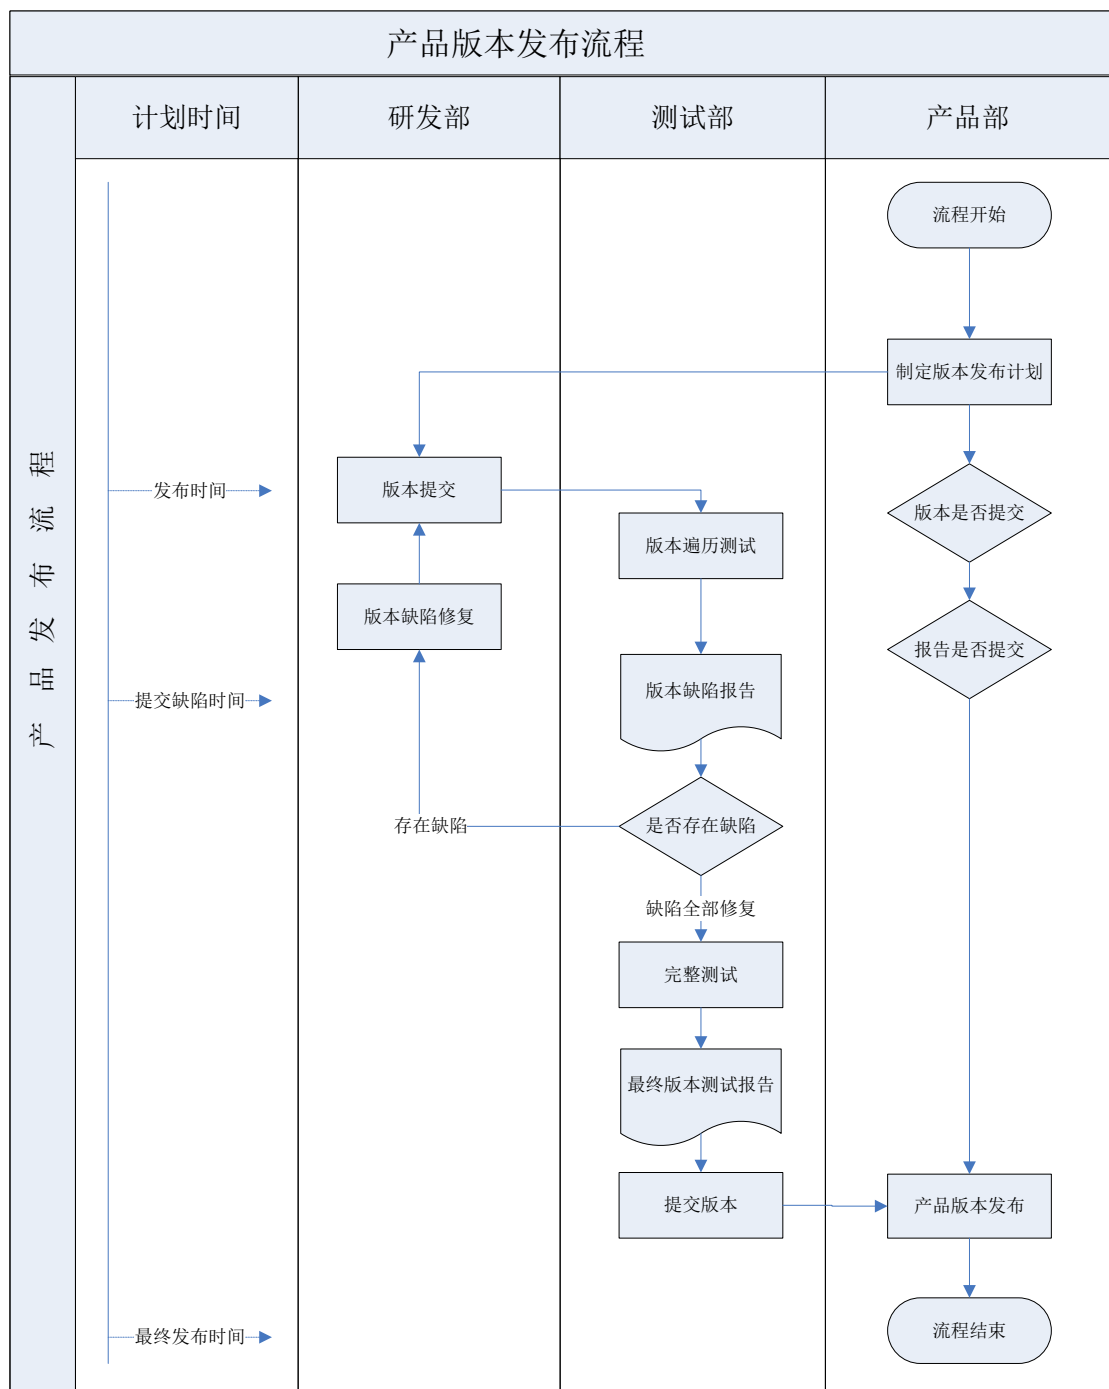 产品版本发布流程
计划时间
研发部
测试部
产品部
产品发布流程
流程开始
制定版本发布计划
发布时间
版本提交
版本是否提交
版本遍历测试
版本缺陷修复
报告是否提交
提交缺陷时间
版本缺陷报告
存在缺陷
是否存在缺陷
缺陷全部修复
完整测试
最终版本测试报告
提交版本
产品版本发布
最终发布时间
流程结束